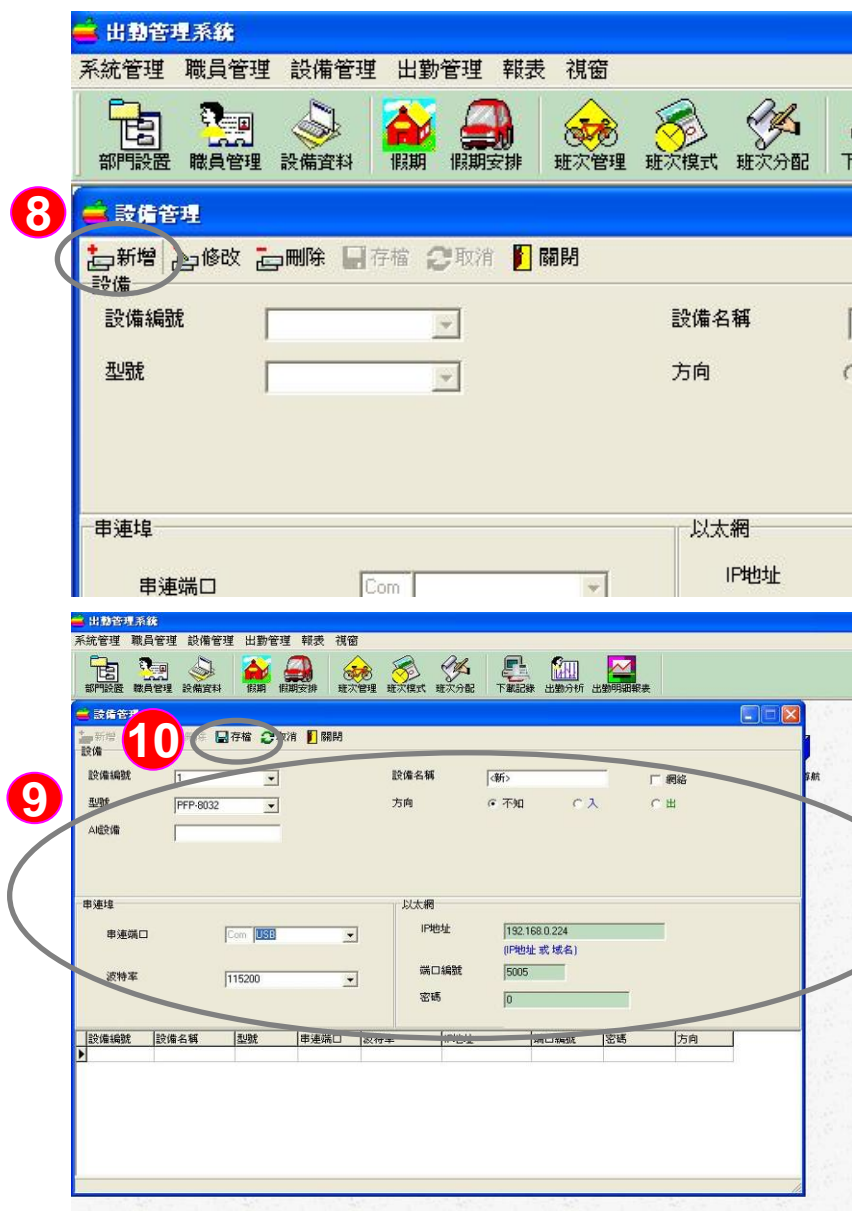 出勤管理系統
系統管理 職員管理 設備管理 出勤管理 報表 視窗
部門設置 職員管理 設備資料 假期 假期安排 班次管理 班次模式 班次分配 下
8
設備管理
新增 修改 刪除 存檔 取消 關閉
設備
設備編號 設備名稱
型號 方向
串連埠 以太網
串連端口 Com IP地址
出勤管理系統
系統管理 職員管理 設備管理 出勤管理 報表 視窗
部門設置 職員管理 設備資料 假期 假期安排 班次管理 班次模式 班次分配 下載記錄 出勤分析 出勤明細報表
設備管理
10
新增 存檔 取消 關閉
設備
9
設備編號 1 設備名稱 <新> 網絡
型號 PFP-8032 方向 不知 入 出
AI設備
串連埠 以太網
串連端口 Com USB IP地址 192.168.0.224
(IP地址 或 域名)
波特率 115200 端口編號 5005
密碼 0
設備編號 設備名稱 型號 串連端口 波特率 IP地址 端口編號 密碼 方向